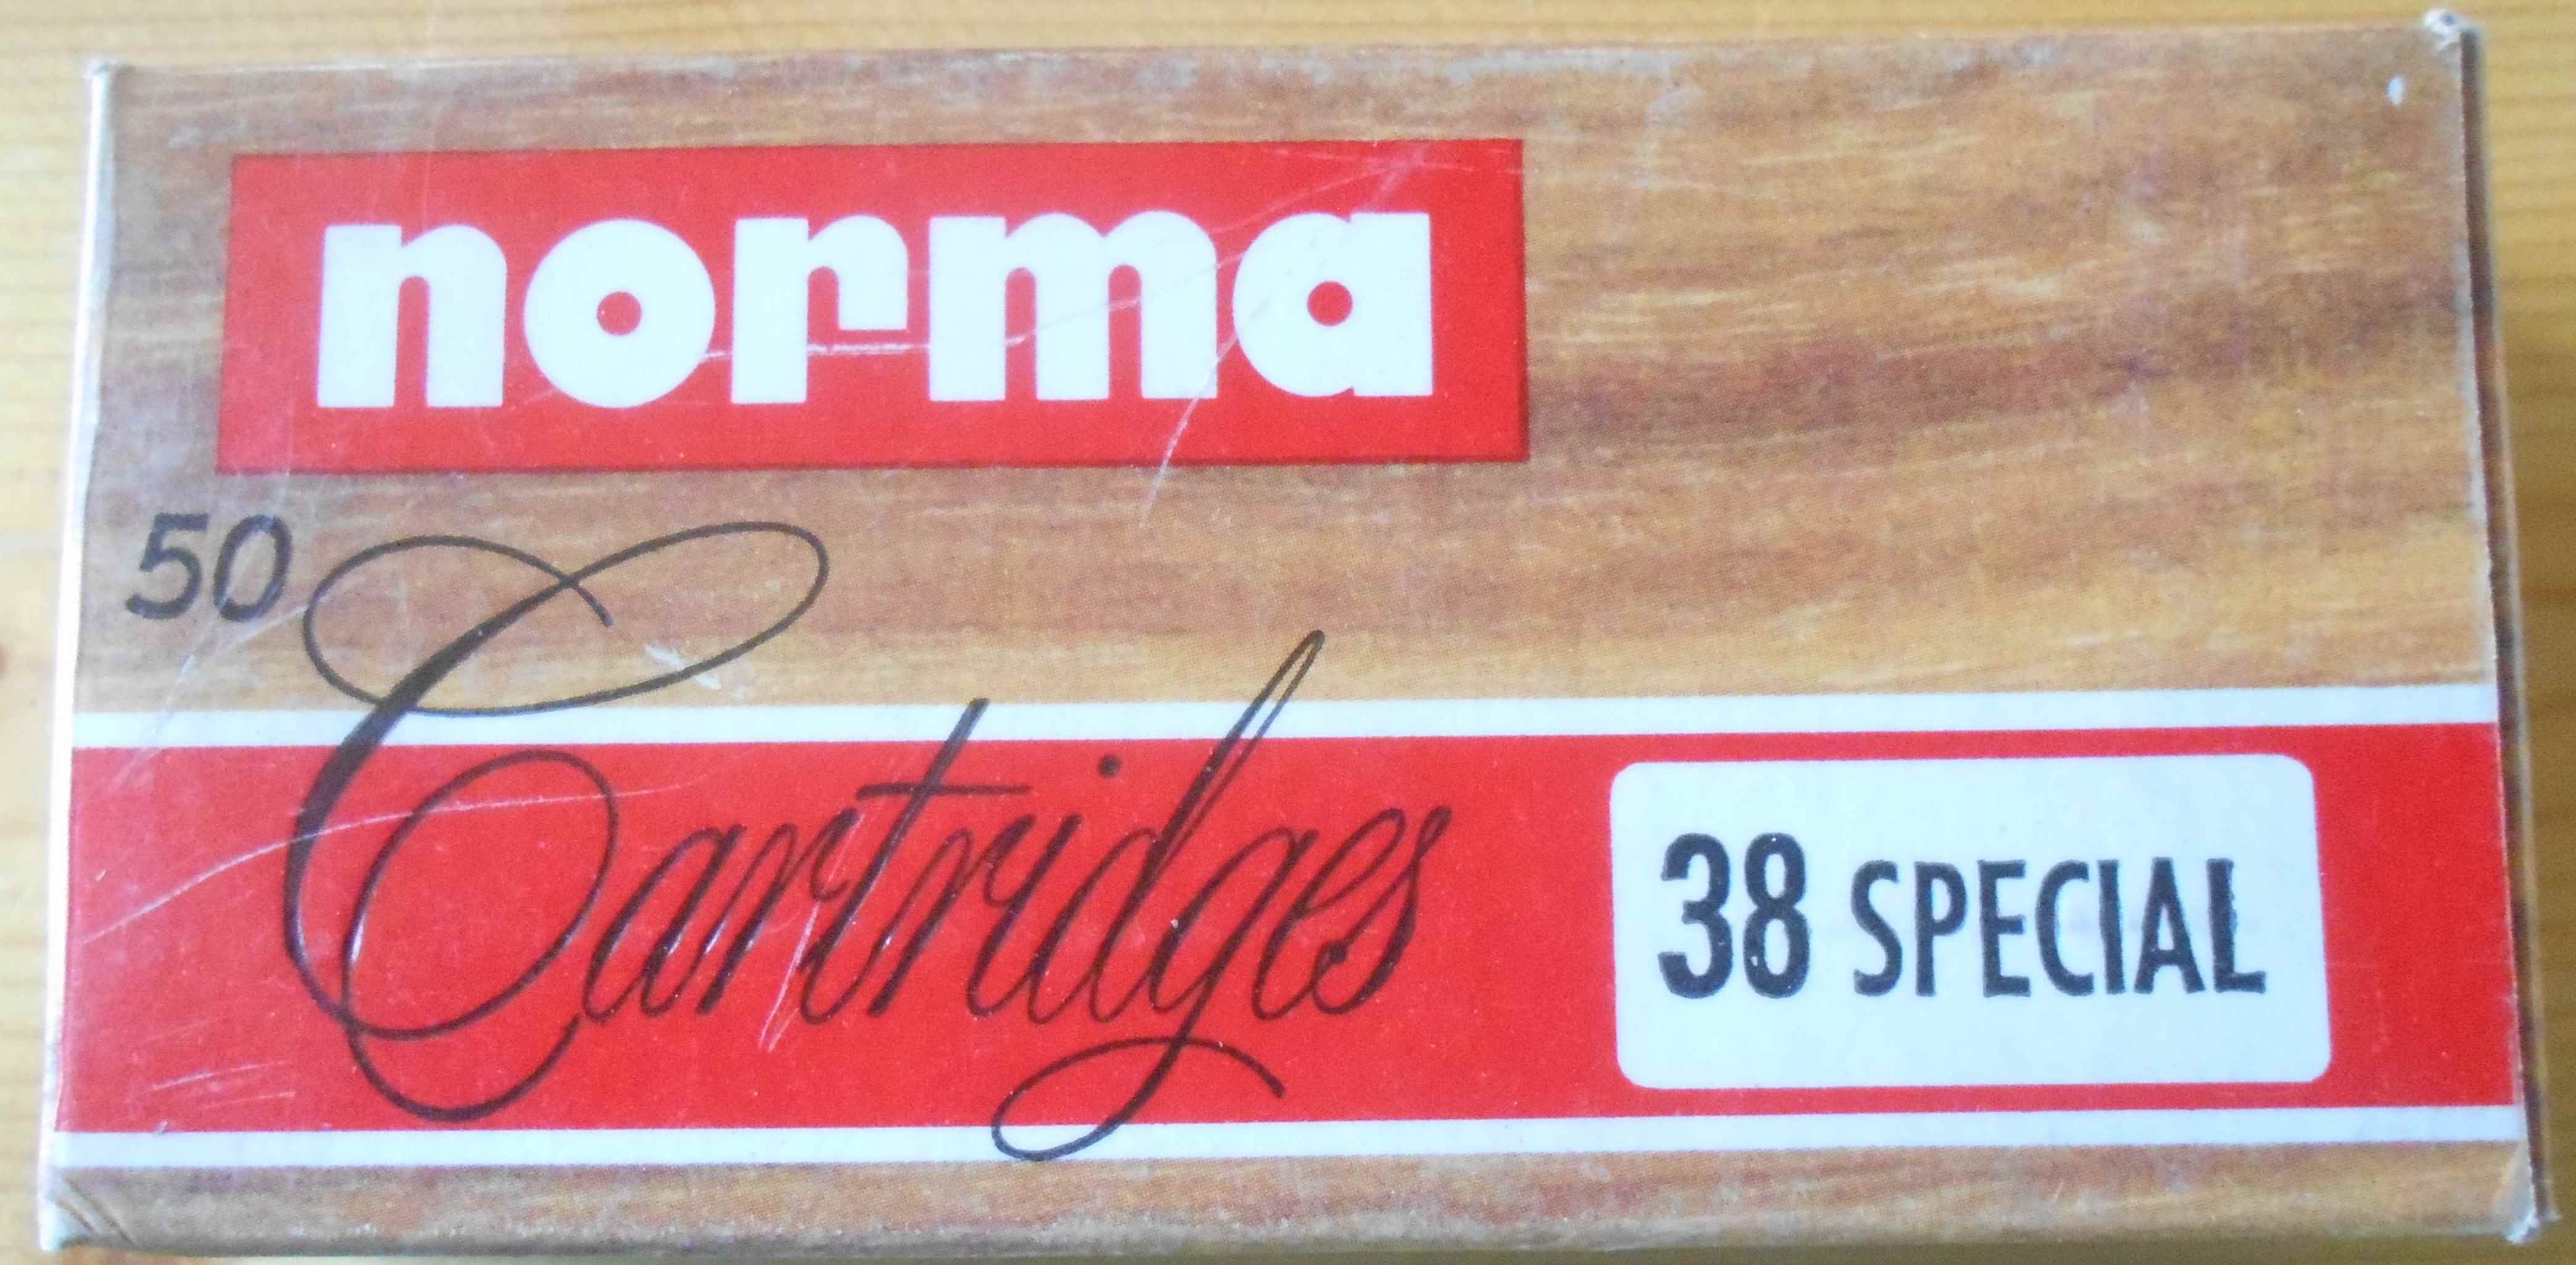 norma
50 Cartridges
38 SPECIAL